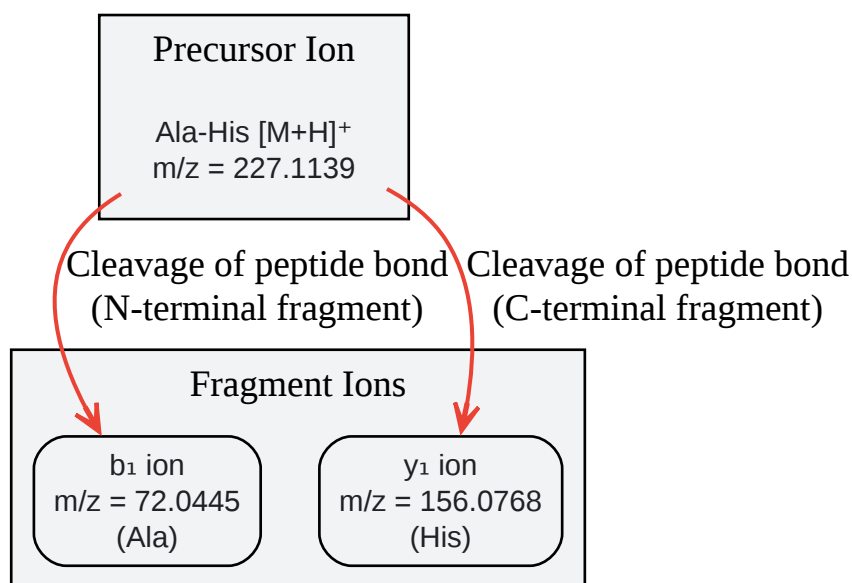 Precursor Ion
Ala-His [M+H]⁺
m/z = 227.1139
Cleavage of peptide bond
(N-terminal fragment)
Cleavage of peptide bond
(C-terminal fragment)
Fragment Ions
b₁ ion
m/z = 72.0445
(Ala)
y₁ ion
m/z = 156.0768
(His)